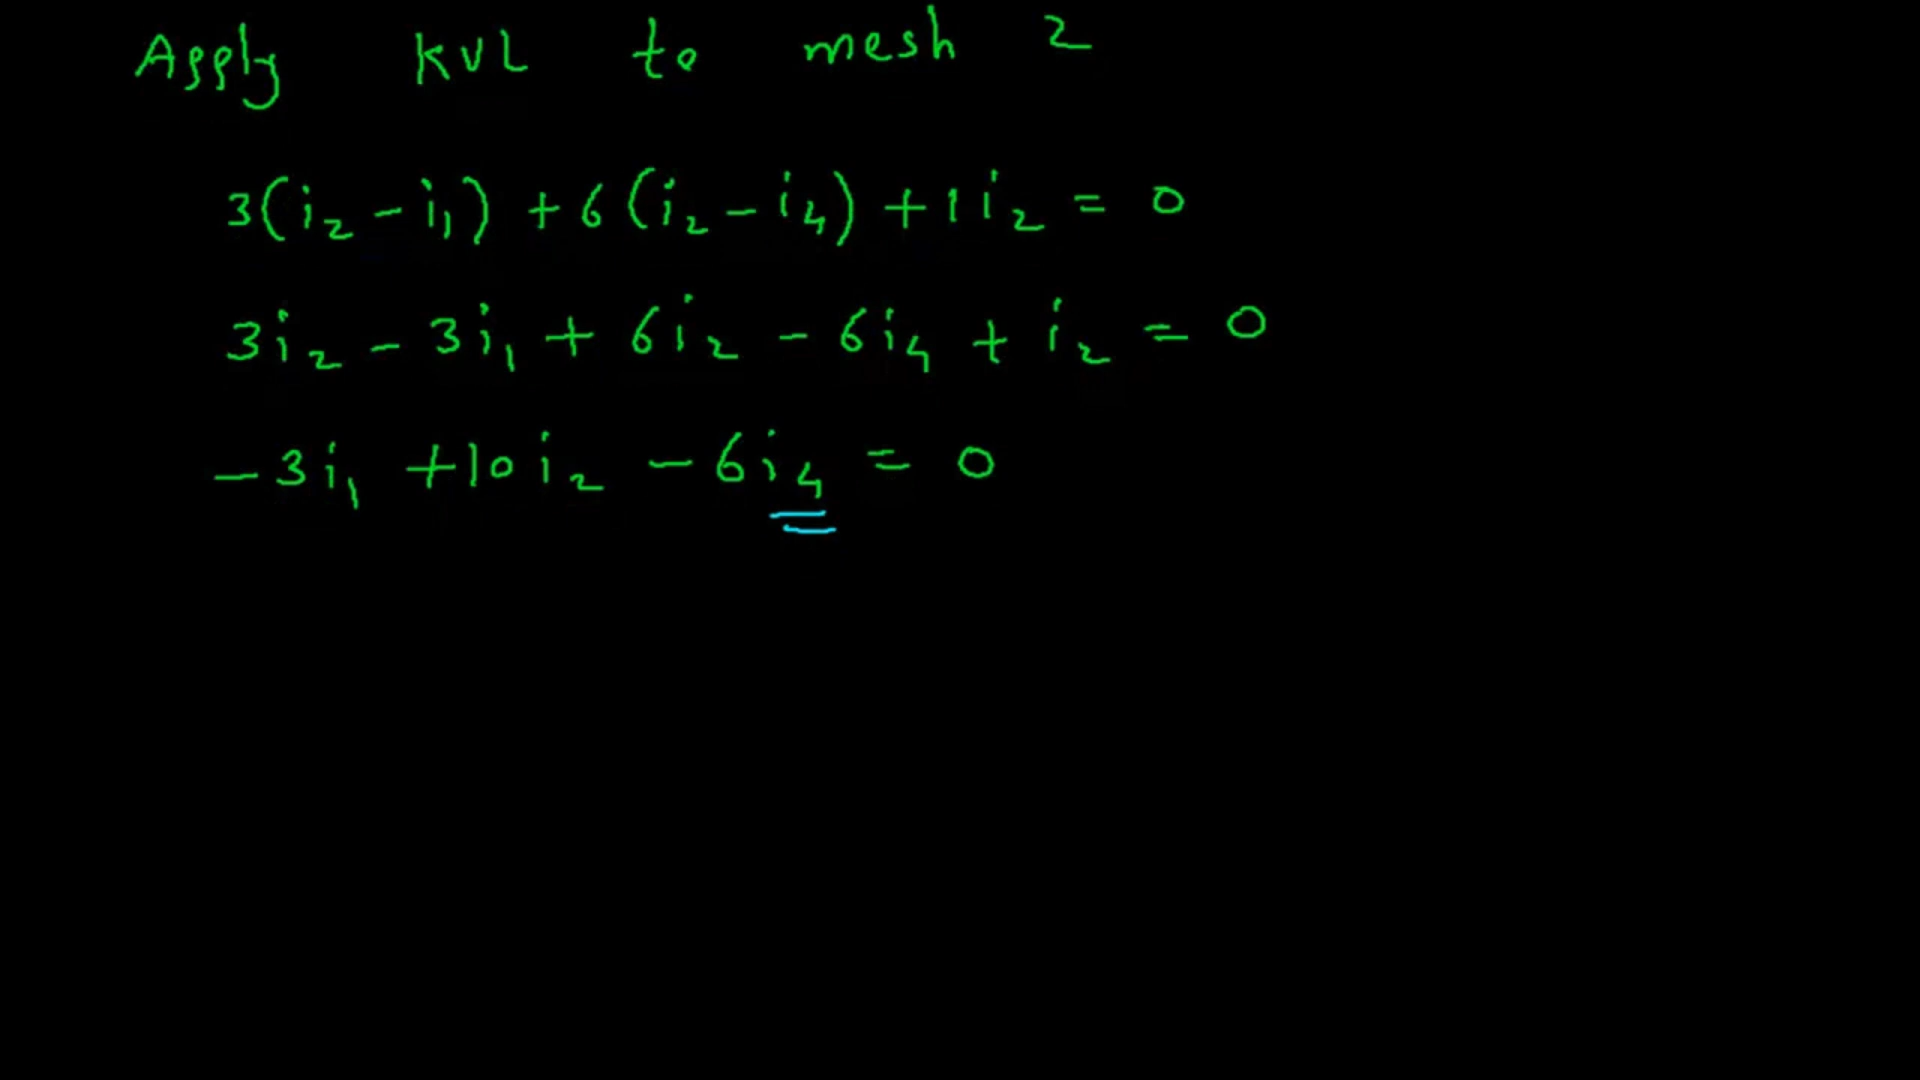 Apply KVL to mesh 2
3(i₂ - i₁) + 6(i₂ - i₄) + 1i₂ = 0
3i₂ - 3i₁ + 6i₂ - 6i₄ + i₂ = 0
-3i₁ + 10i₂ - 6i₄ = 0